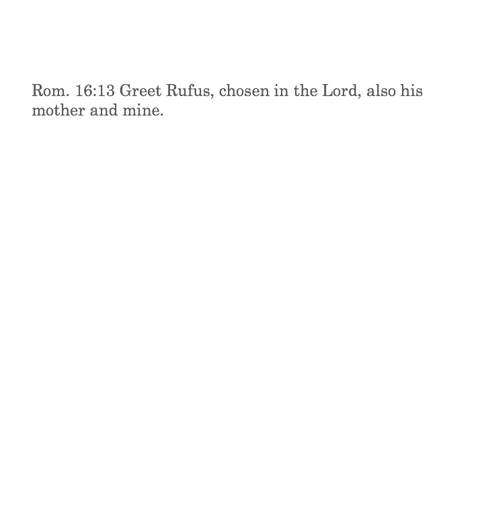 Rom. 16:13 Greet Rufus, chosen in the Lord, also his
mother and mine.